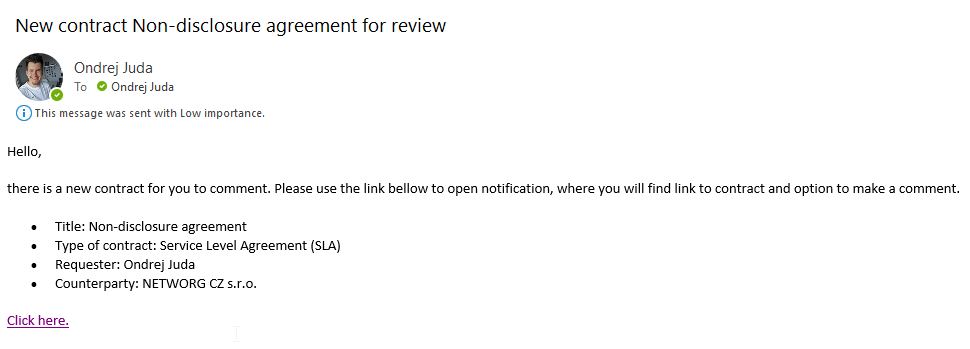 New contract Non-disclosure agreement for review
Ondrej Juda
To Ondrej Juda
This message was sent with Low importance.
Hello,
there is a new contract for you to comment. Please use the link bellow to open notification, where you will find link to contract and option to make a comment.
• Title: Non-disclosure agreement
• Type of contract: Service Level Agreement (SLA)
• Requester: Ondrej Juda
• Counterparty: NETWORG CZ s.r.o.
Click here.